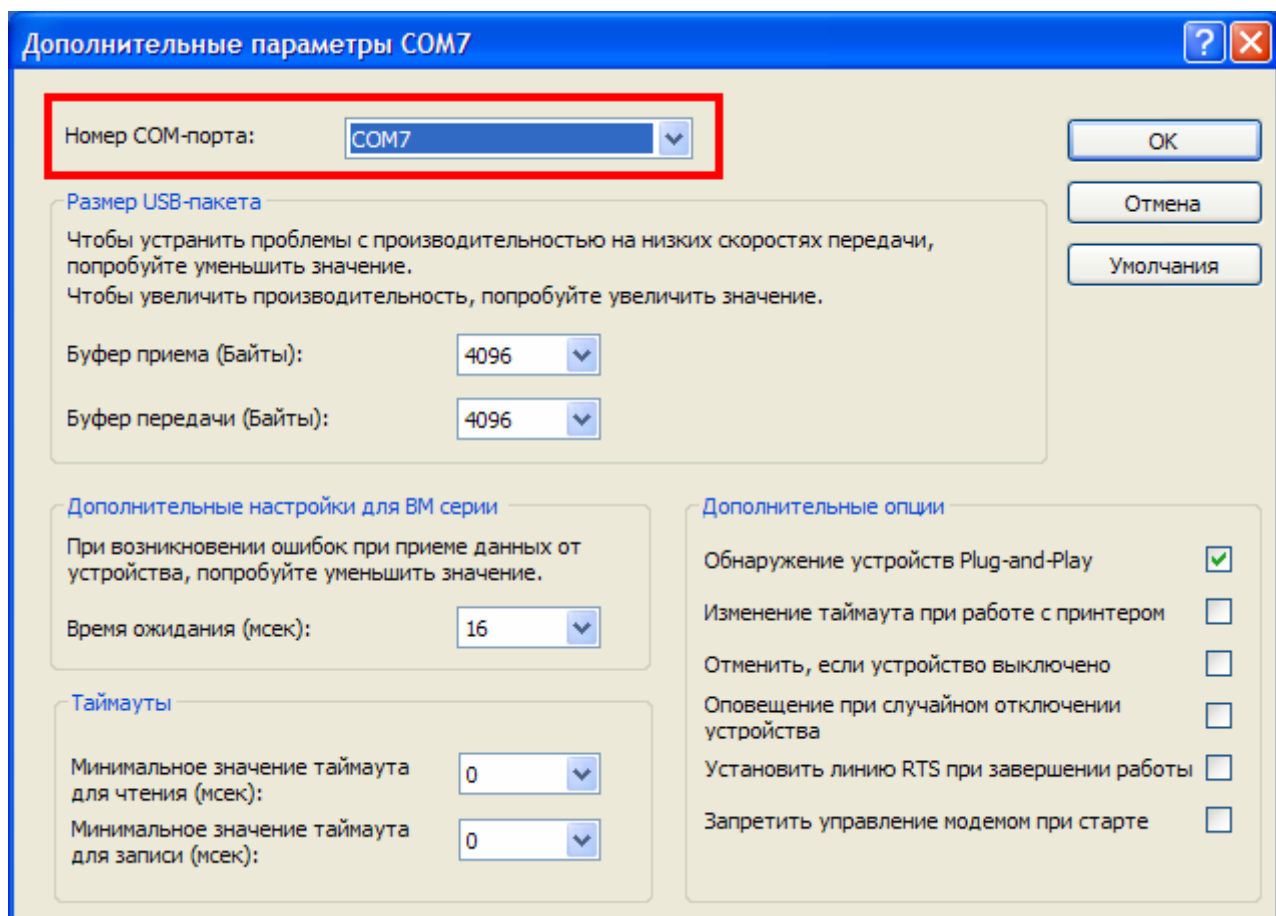 Дополнительные параметры COM7
Номер COM-порта:
COM7
OK
Отмена
Умолчания
Размер USB-пакета
Чтобы устранить проблемы с производительностью на низких скоростях передачи,
попробуйте уменьшить значение.
Чтобы увеличить производительность, попробуйте увеличить значение.
Буфер приема (Байты):
4096
Буфер передачи (Байты):
4096
Дополнительные настройки для BM серии
При возникновении ошибок при приеме данных от
устройства, попробуйте уменьшить значение.
Время ожидания (мсек):
16
Таймауты
Минимальное значение таймаута
для чтения (мсек):
0
Минимальное значение таймаута
для записи (мсек):
0
Дополнительные опции
Обнаружение устройств Plug-and-Play
Изменение таймаута при работе с принтером
Отменить, если устройство выключено
Оповещение при случайном отключении
устройства
Установить линию RTS при завершении работы
Запретить управление модемом при старте